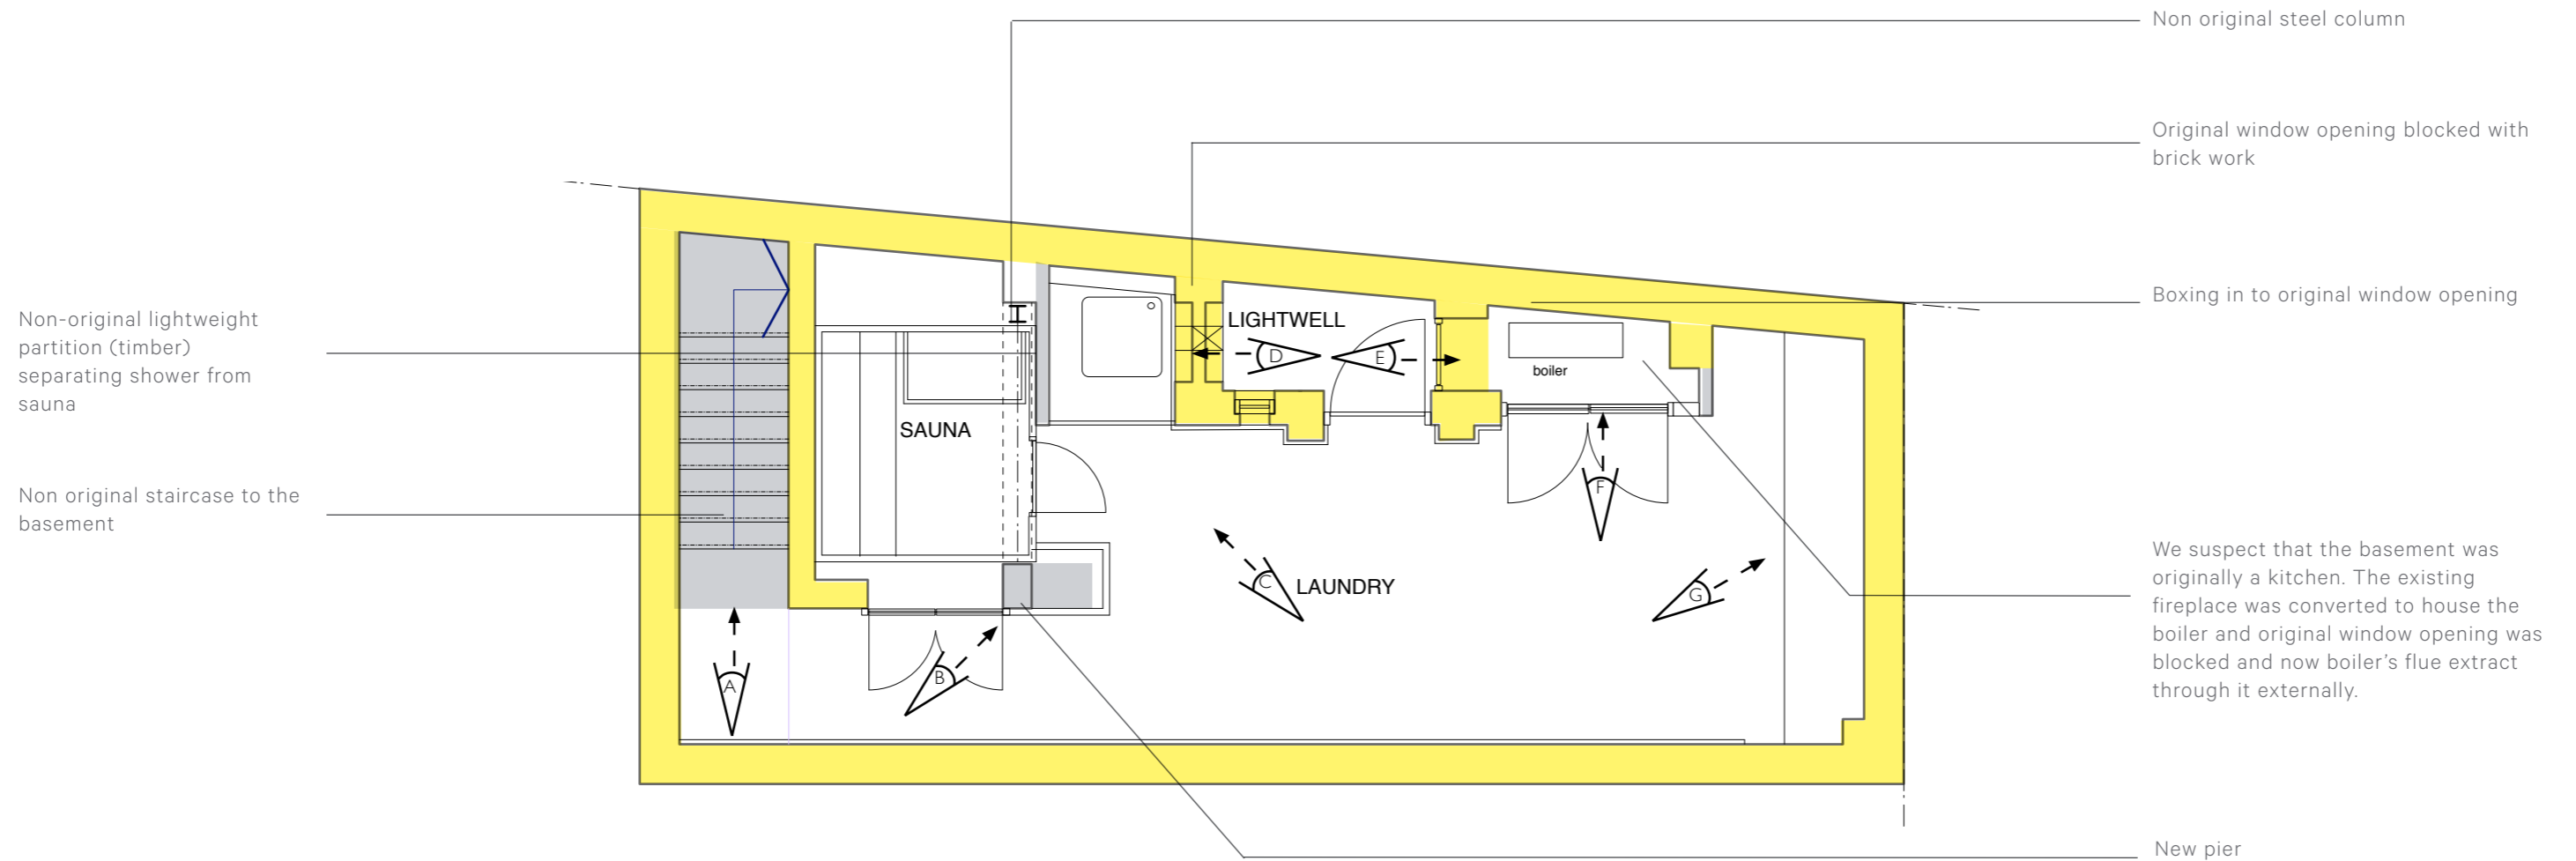 Non original steel column
Original window opening blocked with
brick work
Boxing in to original window opening
Non-original lightweight
partition (timber)
separating shower from
sauna
Non original staircase to the
basement
LIGHTWELL
D
E
boiler
SAUNA
F
C
LAUNDRY
G
A
B
We suspect that the basement was
originally a kitchen. The existing
fireplace was converted to house the
boiler and original window opening was
blocked and now boiler’s flue extract
through it externally.
New pier